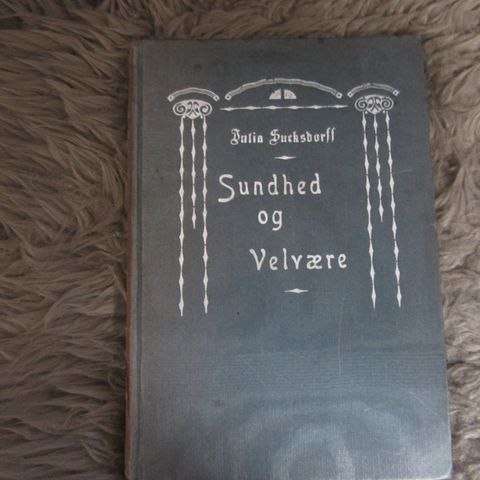 Julia Sucksdorff
Sundhed
og
Velvære